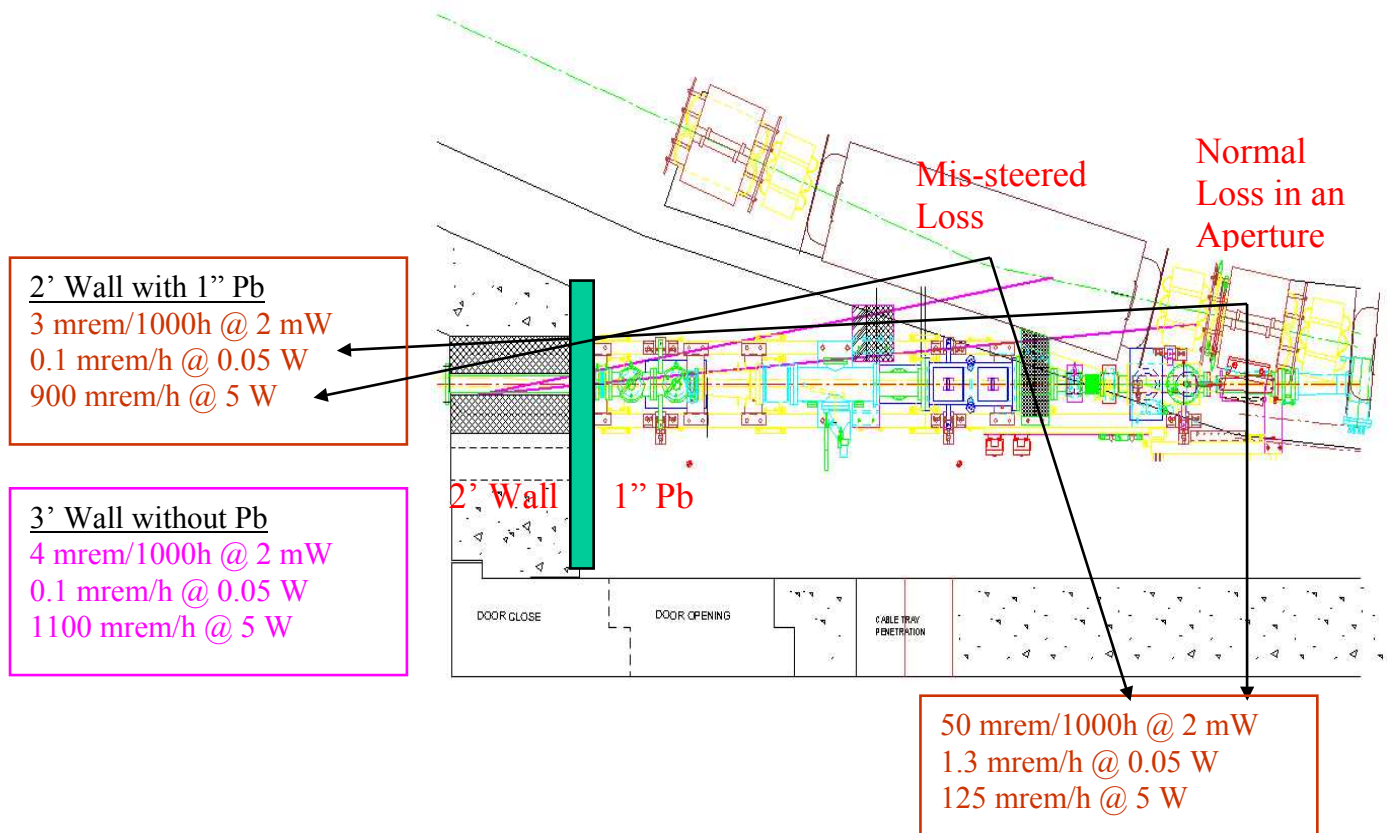 Mis-steered
Loss
Normal
Loss in an
Aperture
2’ Wall with 1” Pb
3 mrem/1000h @ 2 mW
0.1 mrem/h @ 0.05 W
900 mrem/h @ 5 W
3’ Wall without Pb
4 mrem/1000h @ 2 mW
0.1 mrem/h @ 0.05 W
1100 mrem/h @ 5 W
2’ Wall
1” Pb
DOOR CLOSE
DOOR OPENING
CABLE TRAY
PENETRATION
50 mrem/1000h @ 2 mW
1.3 mrem/h @ 0.05 W
125 mrem/h @ 5 W